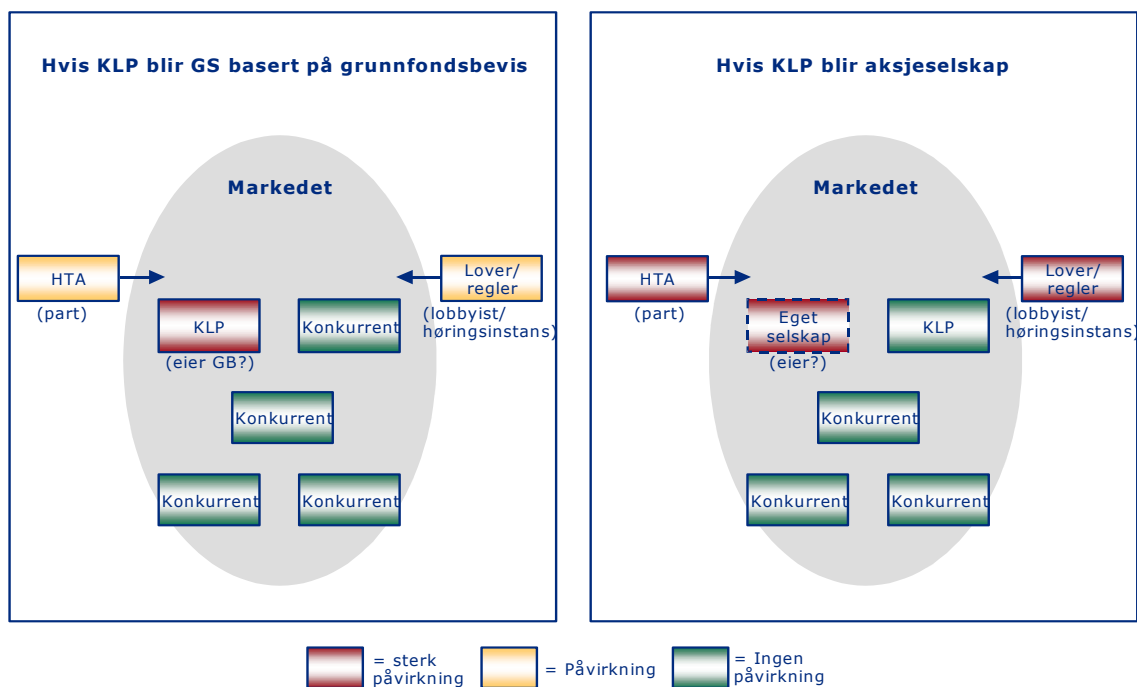 Hvis KLP blir GS basert på grunnfondsbevis
Markedet
HTA
(part)
Lover/
regler
(lobbyist/
høringsinstans)
KLP
(eier GB?)
Konkurrent
Konkurrent
Konkurrent
Konkurrent
Hvis KLP blir aksjeselskap
Markedet
HTA
(part)
Lover/
regler
(lobbyist/
høringsinstans)
Eget
selskap
(eier?)
KLP
Konkurrent
Konkurrent
Konkurrent
= sterk
påvirkning
= Påvirkning
= Ingen
påvirkning